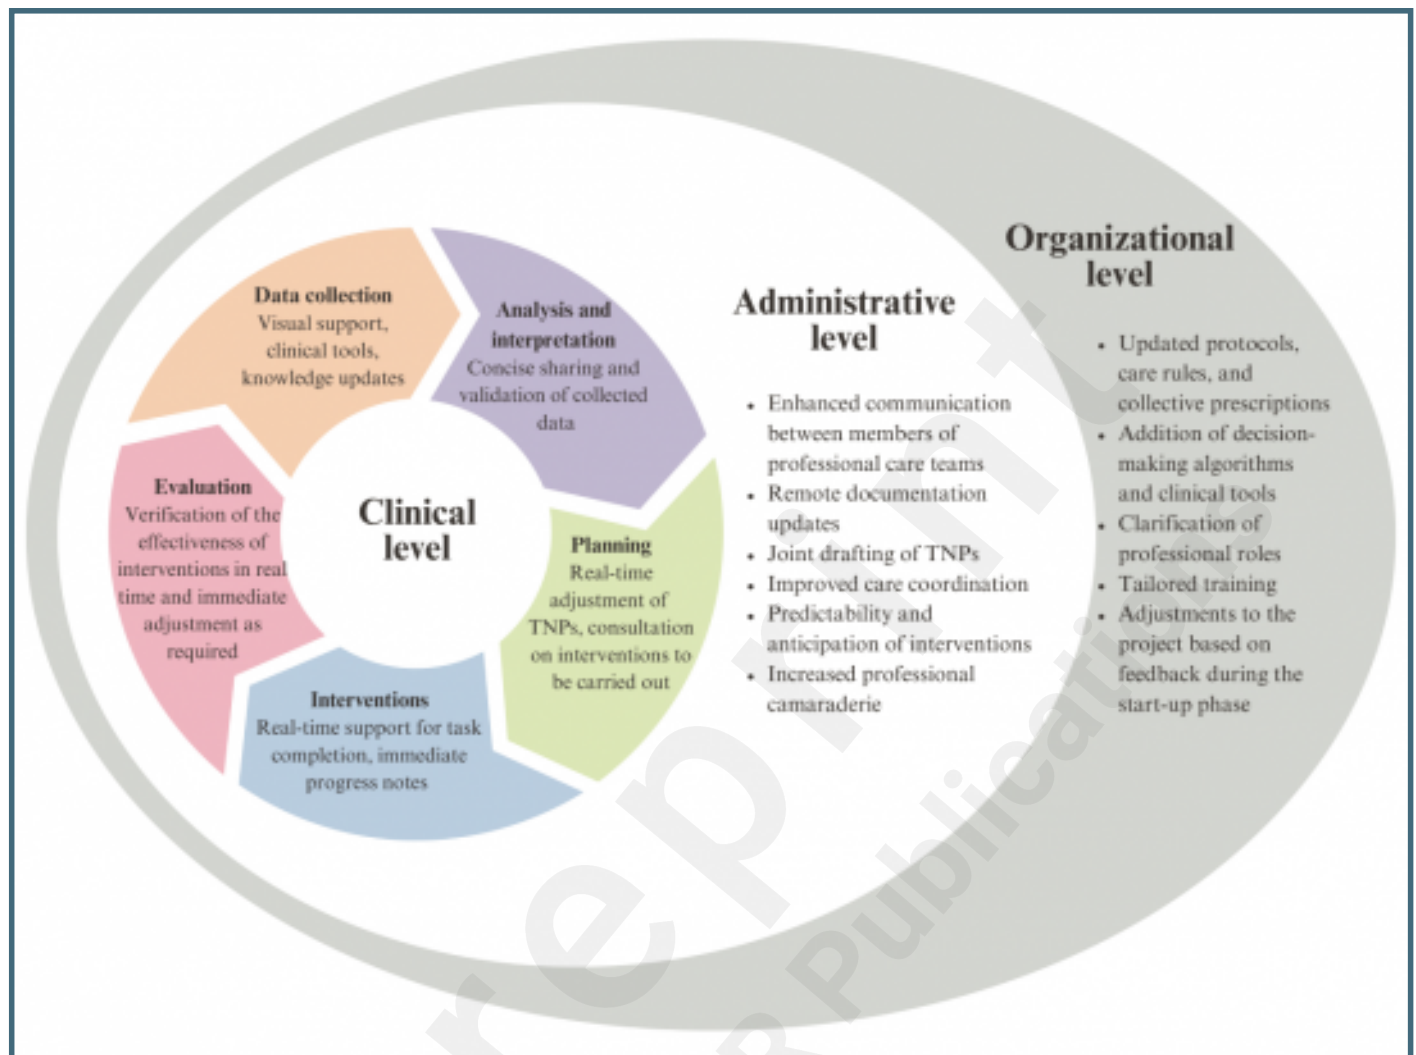 Organizational
level
Administrative
level
Data collection
Visual support,
clinical tools,
knowledge updates
Analysis and
interpretation
Concise sharing and
validation of collected
data
Planning
Real-time
adjustment of
TNPs, consultation
on interventions to
be carried out
Interventions
Real-time support for task
completion, immediate
progress notes
Evaluation
Verification of the
effectiveness of
interventions in real
time and immediate
adjustment as
required
Clinical
level
• Enhanced communication
between members of
professional care teams
• Remote documentation
updates
• Joint drafting of TNPs
• Improved care coordination
• Predictability and
anticipation of interventions
• Increased professional
camaraderie
• Updated protocols,
care rules, and
collective prescriptions
• Addition of decision-
making algorithms
and clinical tools
• Clarification of
professional roles
• Tailored training
• Adjustments to the
project based on
feedback during the
start-up phase
reprint
R Publications